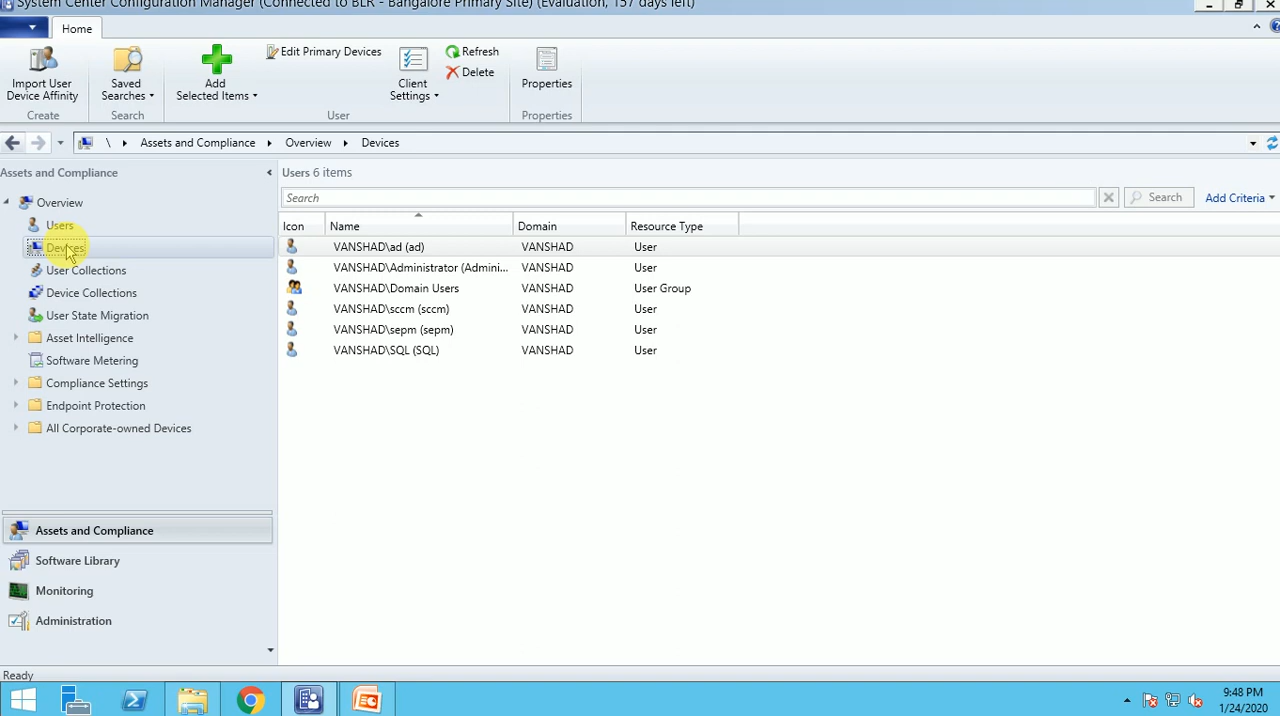 System Center Configuration Manager (Connected to BLR - Bangalore Primary Site) (Evaluation, 157 days left)
Home
Import User Device Affinity
Saved Searches
Add Selected Items
Edit Primary Devices
Client Settings
Refresh
Delete
Properties
Create
Search
User
Properties
\ Assets and Compliance Overview Devices
Assets and Compliance
Overview
Users
Devices
User Collections
Device Collections
User State Migration
Asset Intelligence
Software Metering
Compliance Settings
Endpoint Protection
All Corporate-owned Devices
Assets and Compliance
Software Library
Monitoring
Administration
Users 6 items
Search
Search
Add Criteria
Icon Name Domain Resource Type
VANSHAD\ad (ad) VANSHAD User
VANSHAD\Administrator (Admini... VANSHAD User
VANSHAD\Domain Users VANSHAD User Group
VANSHAD\sccm (sccm) VANSHAD User
VANSHAD\sepm (sepm) VANSHAD User
VANSHAD\SQL (SQL) VANSHAD User
Ready
9:48 PM
1/24/2020